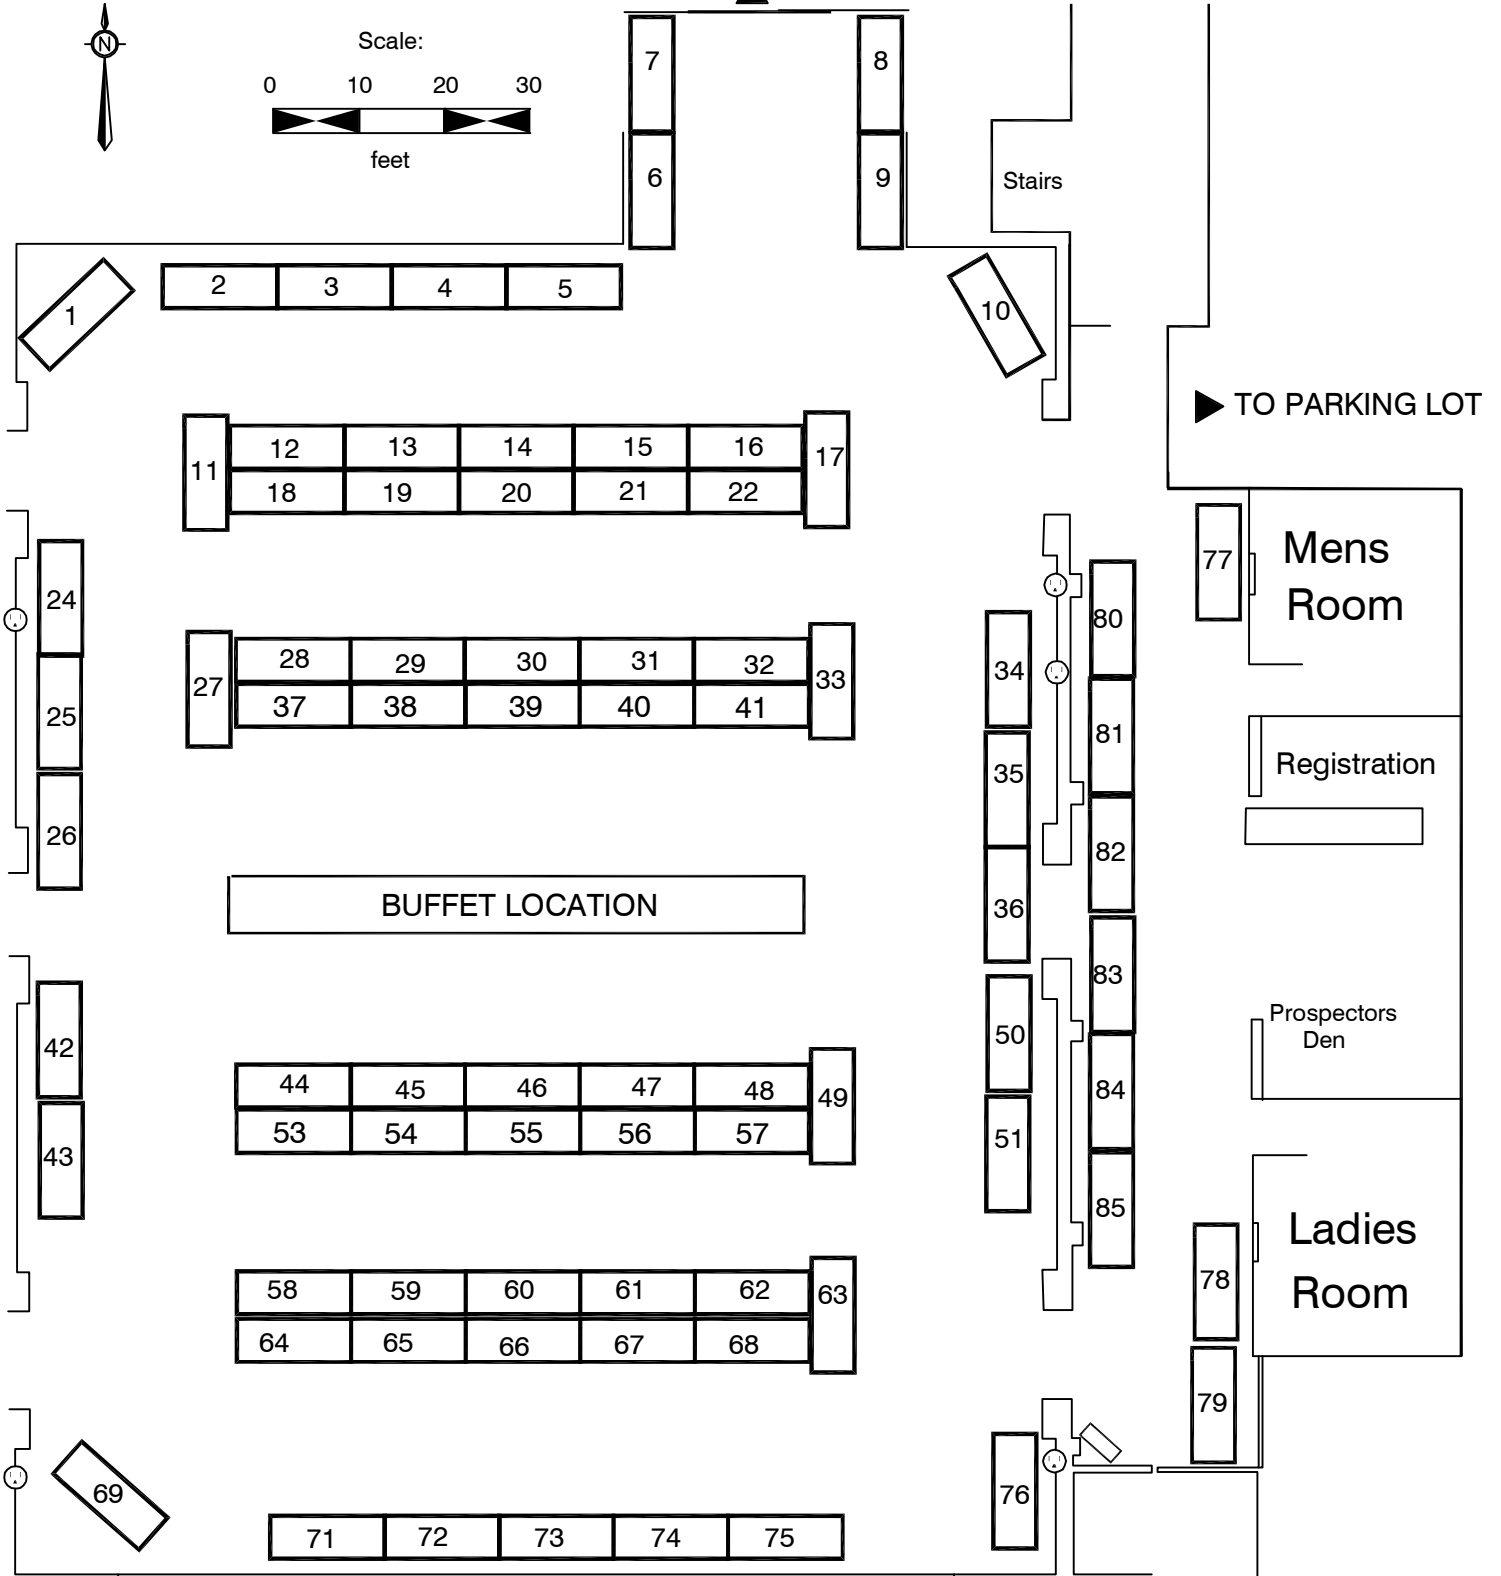 N
Scale:
0 10 20 30
feet
7 8
6 9
Stairs
1 2 3 4 5 10
TO PARKING LOT
11 12 13 14 15 16 17
18 19 20 21 22
Mens
Room
77
24 80
27 28 29 30 31 32 33 34
37 38 39 40 41
25 81
Registration
35
26 82
BUFFET LOCATION
36
83
Prospectors
Den
42 50
44 45 46 47 48 49 84
53 54 55 56 57 51
43 85
Ladies
Room
58 59 60 61 62 63 78
64 65 66 67 68
79
69 76
71 72 73 74 75